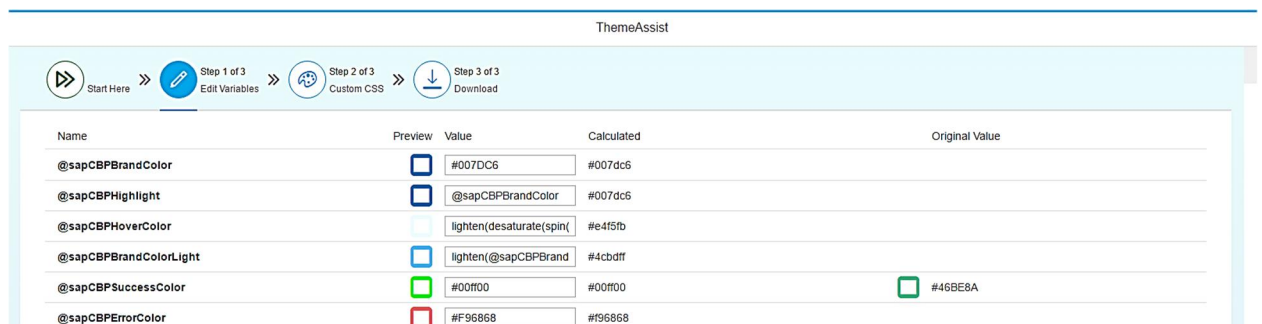 ThemeAssist
Start Here
Step 1 of 3
Edit Variables
Step 2 of 3
Custom CSS
Step 3 of 3
Download
Name Preview Value Calculated Original Value
@sapCBPBrandColor #007DC6 #007dc6
@sapCBPHighlight @sapCBPBrandColor #007dc6
@sapCBPHoverColor lighten(desaturate(spin( #e4f5fb
@sapCBPBrandColorLight lighten(@sapCBPBrand #4cbdff
@sapCBPSuccessColor #00ff00 #00ff00 #46BE8A
@sapCBPErrorColor #F96868 #f96868